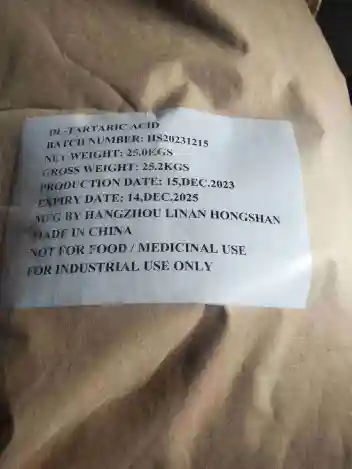 DL-TARTARIC ACID
BATCH NUMBER: HS20231215
NET WEIGHT: 25.0KGS
GROSS WEIGHT: 25.2KGS
PRODUCTION DATE: 15,DEC.2023
EXPIRY DATE: 14,DEC,2025
MFG BY HANGZHOU LINAN HONGSHAN
MADE IN CHINA
NOT FOR FOOD / MEDICINAL USE
FOR INDUSTRIAL USE ONLY